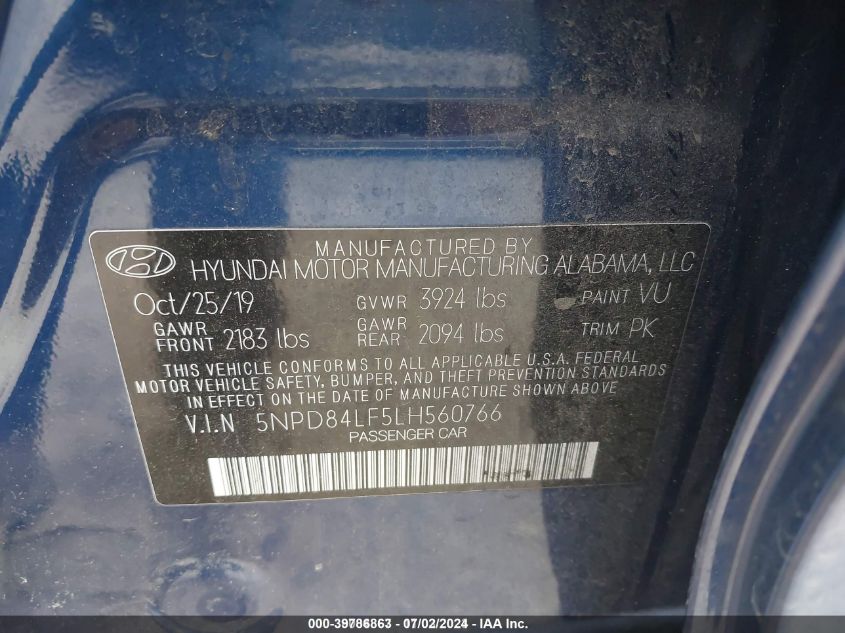 MANUFACTURED BY
HYUNDAI MOTOR MANUFACTURING ALABAMA, LLC
Oct/25/19 GVWR 3924 lbs PAINT VU
GAWR FRONT 2183 lbs GAWR REAR 2094 lbs TRIM PK
THIS VEHICLE CONFORMS TO ALL APPLICABLE U.S.A. FEDERAL
MOTOR VEHICLE SAFETY, BUMPER, AND THEFT PREVENTION STANDARDS
IN EFFECT ON THE DATE OF MANUFACTURE SHOWN ABOVE
V.I.N 5NPD84LF5LH560766
PASSENGER CAR
000-39786863 - 07/02/2024 - IAA Inc.